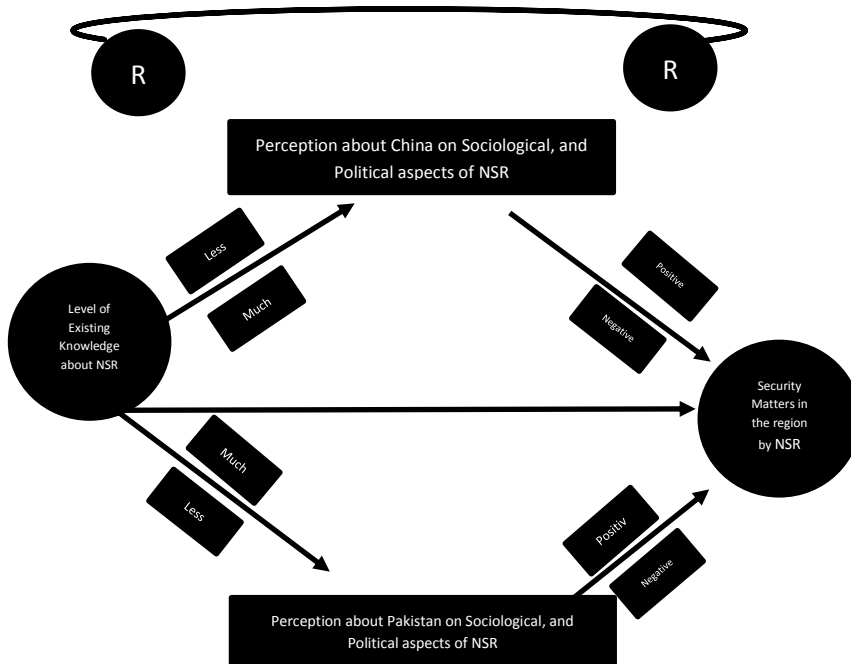 R
R
Perception about China on Sociological, and
Political aspects of NSR
Less
Much
Positive
Negative
Level of
Existing
Knowledge
about NSR
Security
Matters in
the region
by NSR
Much
Less
Positiv
Negative
Perception about Pakistan on Sociological, and
Political aspects of NSR